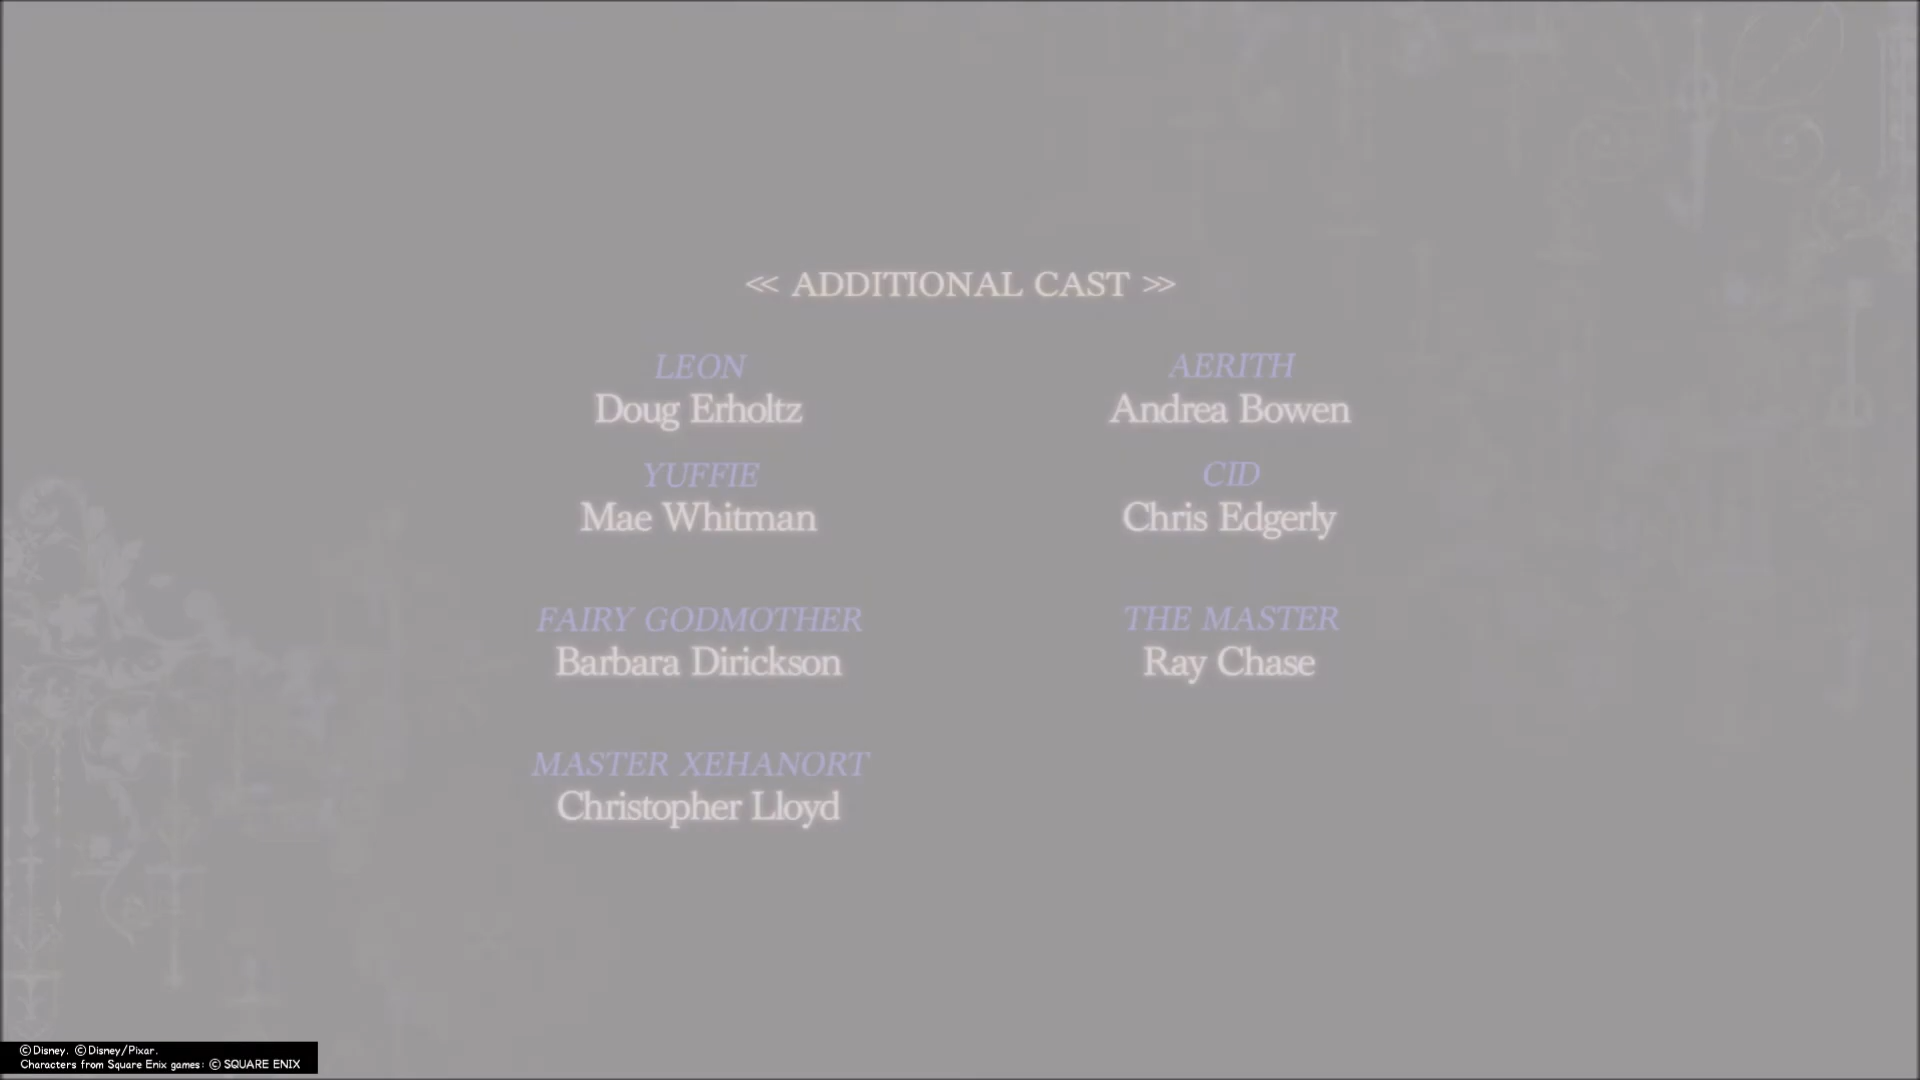 ≪ ADDITIONAL CAST ≫
LEON
Doug Erholtz
AERITH
Andrea Bowen
YUFFIE
Mae Whitman
CID
Chris Edgerly
FAIRY GODMOTHER
Barbara Dirickson
THE MASTER
Ray Chase
MASTER XEHANORT
Christopher Lloyd
©Disney. ©Disney/Pixar.
Characters from Square Enix games: © SQUARE ENIX